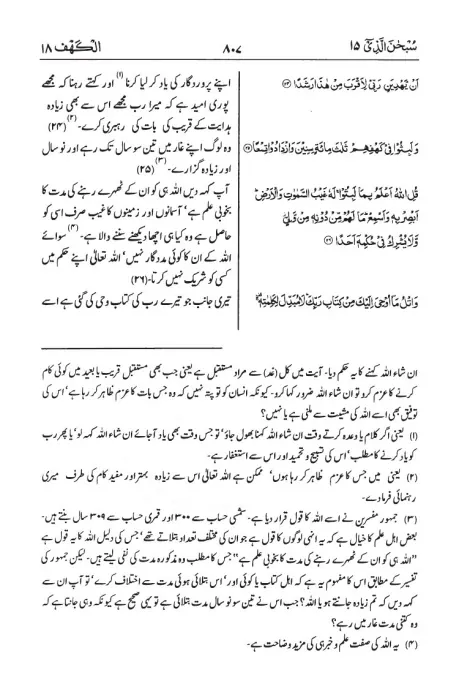 سُبْحٰنَ الَّذِیْ ۱۵
۸۰۷
الكَهْف ۱۸
اَنْ يَّهْدِيَنِ رَبِّيْ لِاَقْرَبَ مِنْ هٰذَا رَشَدًا ﴿۲۴﴾
وَلَبِثُوْا فِيْ كَهْفِهِمْ ثَلٰثَ مِائَةٍ سِنِيْنَ وَازْدَادُوْا تِسْعًا ﴿۲۵﴾
قُلِ اللّٰهُ اَعْلَمُ بِمَا لَبِثُوْا ۚ لَهٗ غَيْبُ السَّمٰوٰتِ وَالْاَرْضِ
اَبْصِرْ بِهٖ وَاَسْمِعْ ۭ مَا لَهُمْ مِّنْ دُوْنِهٖ مِنْ وَّلِيٍّ
وَّلَا يُشْرِكُ فِيْ حُكْمِهٖٓ اَحَدًا ﴿۲۶﴾
وَاتْلُ مَآ اُوْحِيَ اِلَيْكَ مِنْ كِتَابِ رَبِّكَ ۭ لَا مُبَدِّلَ لِكَلِمٰتِهٖ
اپنے پروردگار کی یاد کر لیا کرنا (۱) اور کہتے رہنا کہ مجھے
پوری امید ہے کہ میرا رب مجھے اس سے بھی زیادہ
ہدایت کے قریب کی بات کی رہبری کرے۔ (۲) (۲۴)
وہ لوگ اپنے غار میں تین سو سال تک رہے اور نو سال
اور زیادہ گزارے۔ (۳) (۲۵)
آپ کہہ دیں اللہ ہی کو ان کے ٹھہرے رہنے کی مدت کا
بخوبی علم ہے، آسمانوں اور زمینوں کا غیب صرف اسی کو
حاصل ہے وہ کیا ہی اچھا دیکھنے سننے والا ہے۔ (۴) سوائے
اللہ کے ان کا کوئی مددگار نہیں، اللہ تعالیٰ اپنے حکم میں
کسی کو شریک نہیں کرتا۔ (۲۶)
تیری جانب جو تیرے رب کی کتاب وحی کی گئی ہے اسے
ان شاء اللہ کہنے کا یہ حکم دیا۔ آیت میں کل (غد) سے مراد مستقبل ہے یعنی جب بھی مستقبل قریب یا بعید میں کوئی کام
کرنے کا عزم کرو تو ان شاء اللہ ضرور کہا کرو۔ کیونکہ انسان کو تو پتہ نہیں کہ وہ جس بات کا عزم ظاہر کر رہا ہے، اس کی
توفیق بھی اسے اللہ کی مشیت سے ملنی ہے یا نہیں؟
(۱) یعنی اگر کلام یا وعدہ کرتے وقت ان شاء اللہ کہنا بھول جاؤ، تو جس وقت بھی یاد آجائے ان شاء اللہ کہہ لو، یا پھر رب
کو یاد کرنے کا مطلب، اس کی تسبیح و تحمید اور اس سے استغفار ہے۔
(۲) یعنی میں جس کا عزم ظاہر کر رہا ہوں، ممکن ہے اللہ تعالیٰ اس سے زیادہ بہتر اور مفید کام کی طرف میری
رہنمائی فرما دے۔
(۳) جمہور مفسرین نے اسے اللہ کا قول قرار دیا ہے۔ شمسی حساب سے ۳۰۰ اور قمری حساب سے ۳۰۹ سال بنتے ہیں۔
بعض اہل علم کا خیال ہے کہ یہ انہی لوگوں کا قول ہے جو ان کی مختلف تعداد بتلاتے تھے، جس کی دلیل اللہ کا یہ قول ہے
"اللہ ہی کو ان کے ٹھہرے رہنے کی مدت کا بخوبی علم ہے" جس کا مطلب وہ مذکورہ مدت کی نفی لیتے ہیں۔ لیکن جمہور کی
تفسیر کے مطابق اس کا مفہوم یہ ہے کہ اہل کتاب یا کوئی اور، اس بتلائی ہوئی مدت سے اختلاف کرے، تو آپ ان سے
کہہ دیں کہ تم زیادہ جانتے ہو یا اللہ؟ جب اس نے تین سو نو سال مدت بتلائی ہے تو یہی صحیح ہے کیونکہ وہی جانتا ہے کہ
وہ کتنی مدت غار میں رہے؟
(۴) یہ اللہ کی صفت علم و خبر ہی کی مزید وضاحت ہے۔